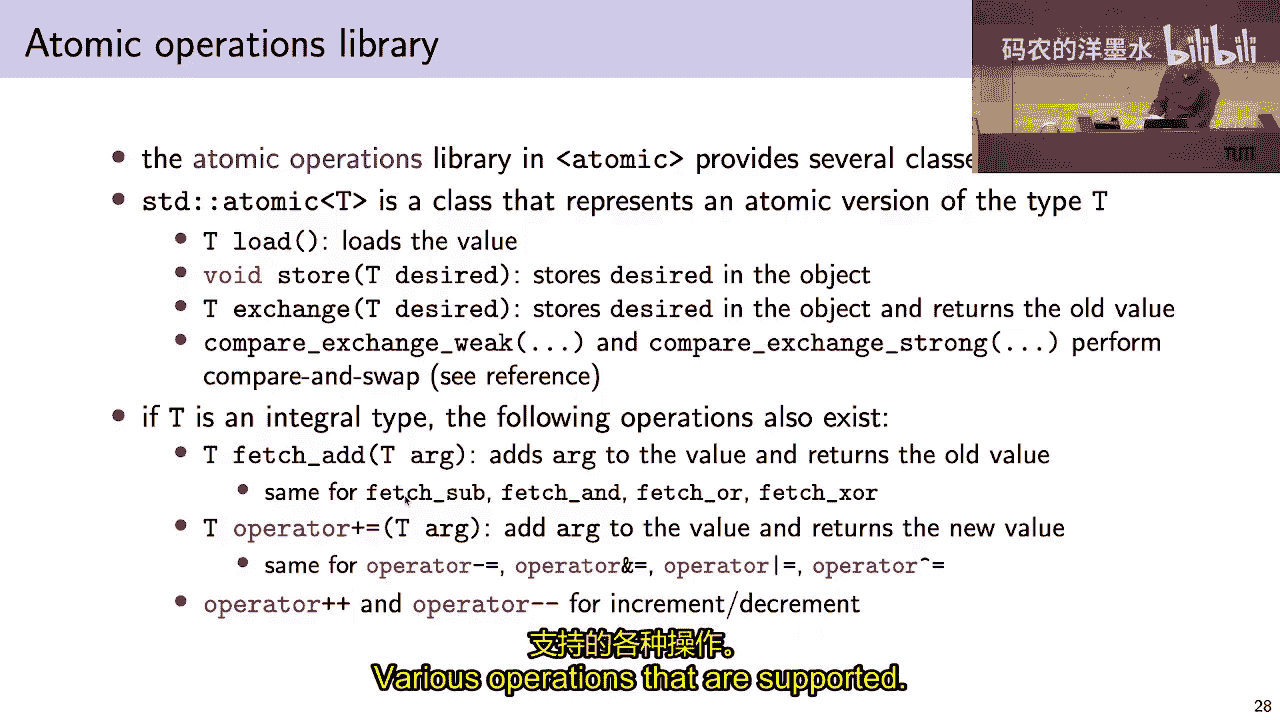 Atomic operations library
码农的洋墨水 bilibili
the atomic operations library in <atomic> provides several classe
std::atomic<T> is a class that represents an atomic version of the type T
T load(): loads the value
void store(T desired): stores desired in the object
T exchange(T desired): stores desired in the object and returns the old value
compare_exchange_weak(...) and compare_exchange_strong(...) perform
compare-and-swap (see reference)
if T is an integral type, the following operations also exist:
T fetch_add(T arg): adds arg to the value and returns the old value
same for fetch_sub, fetch_and, fetch_or, fetch_xor
T operator+=(T arg): add arg to the value and returns the new value
same for operator-=, operator&=, operator|=, operator^=
operator++ and operator-- for increment/decrement
支持的各种操作。
Various operations that are supported.
28